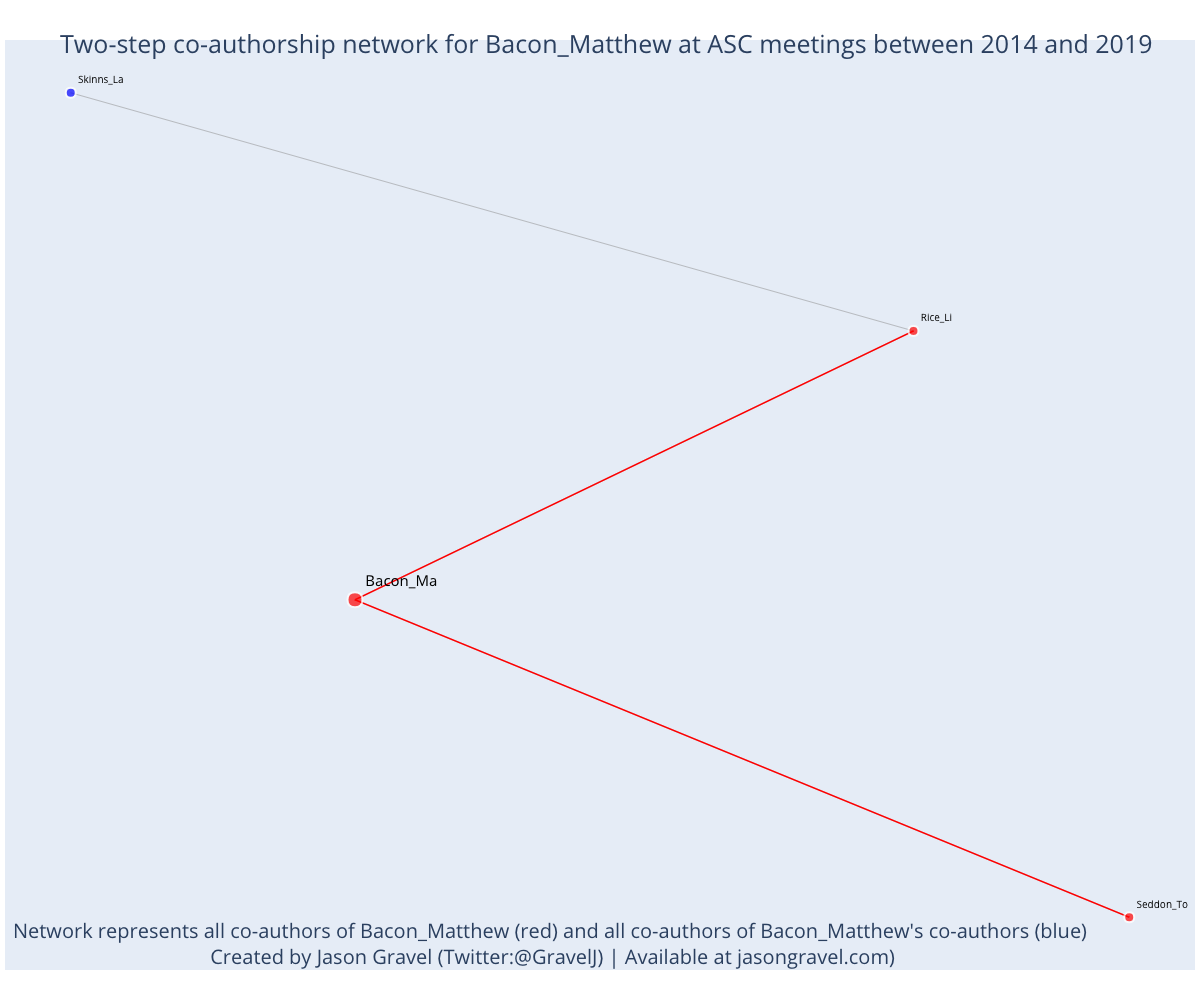 Two-step co-authorship network for Bacon_Matthew at ASC meetings between 2014 and 2019
Skinns_La
Rice_Li
Bacon_Ma
Seddon_To
Network represents all co-authors of Bacon_Matthew (red) and all co-authors of Bacon_Matthew's co-authors (blue)
Created by Jason Gravel (Twitter:@GravelJ) | Available at jasongravel.com)